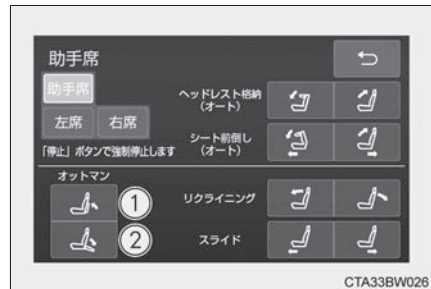 助手席
助手席
左席 右席
「停止」ボタンで強制停止します
ヘッドレスト格納
(オート)
シート前倒し
(オート)
オットマン
1
2
リクライニング
スライド
CTA33BW026